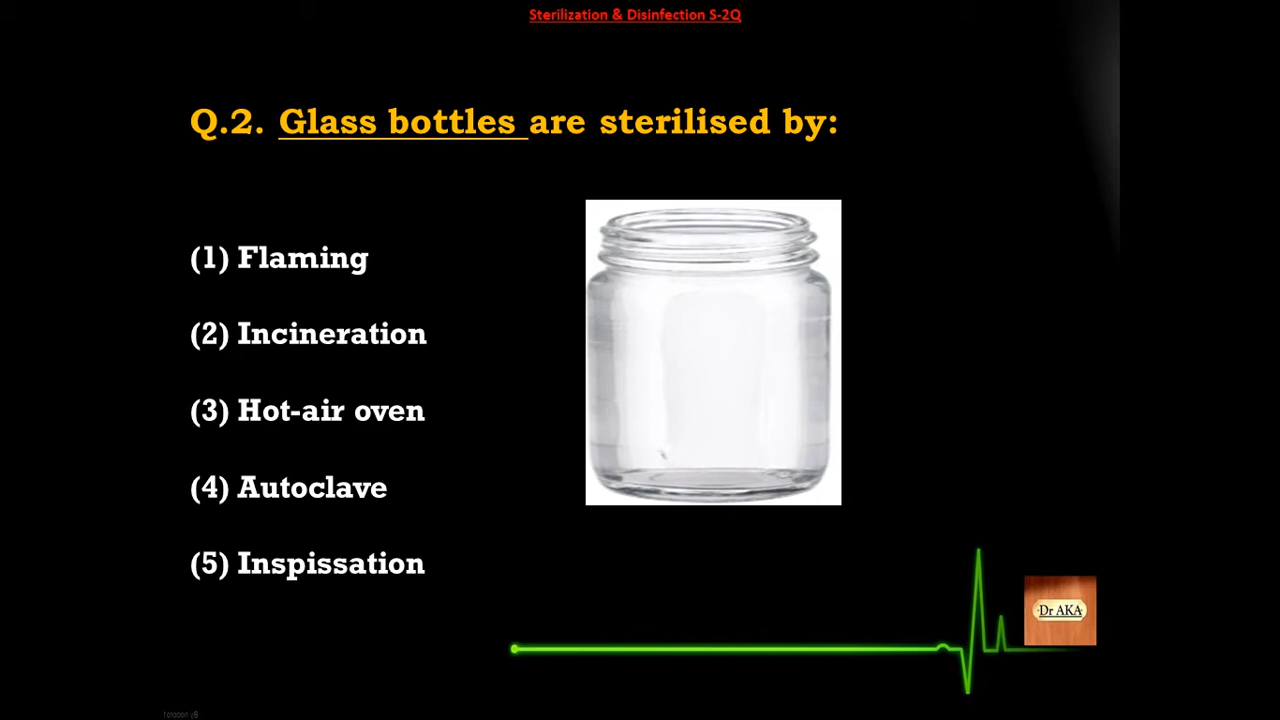 Sterilization & Disinfection S-2Q
Q.2. Glass bottles are sterilised by:
(1) Flaming
(2) Incineration
(3) Hot-air oven
(4) Autoclave
(5) Inspissation
Dr AKA